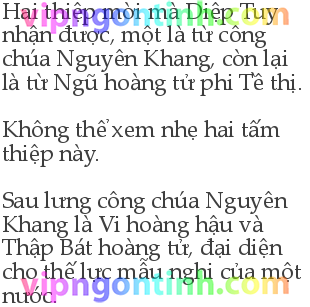 Hai thiệp mời mà Diệp Tuy
nhận được, một là từ công
chúa Nguyên Khang, còn lại
là từ Ngũ hoàng tử phi Tề thị.
Không thể xem nhẹ hai tấm
thiệp này.
Sau lưng công chúa Nguyên
Khang là Vi hoàng hậu và
Thập Bát hoàng tử, đại diện
cho thế lực mẫu nghi của một
nước.
vipngontinh.com
vipngontinh.com